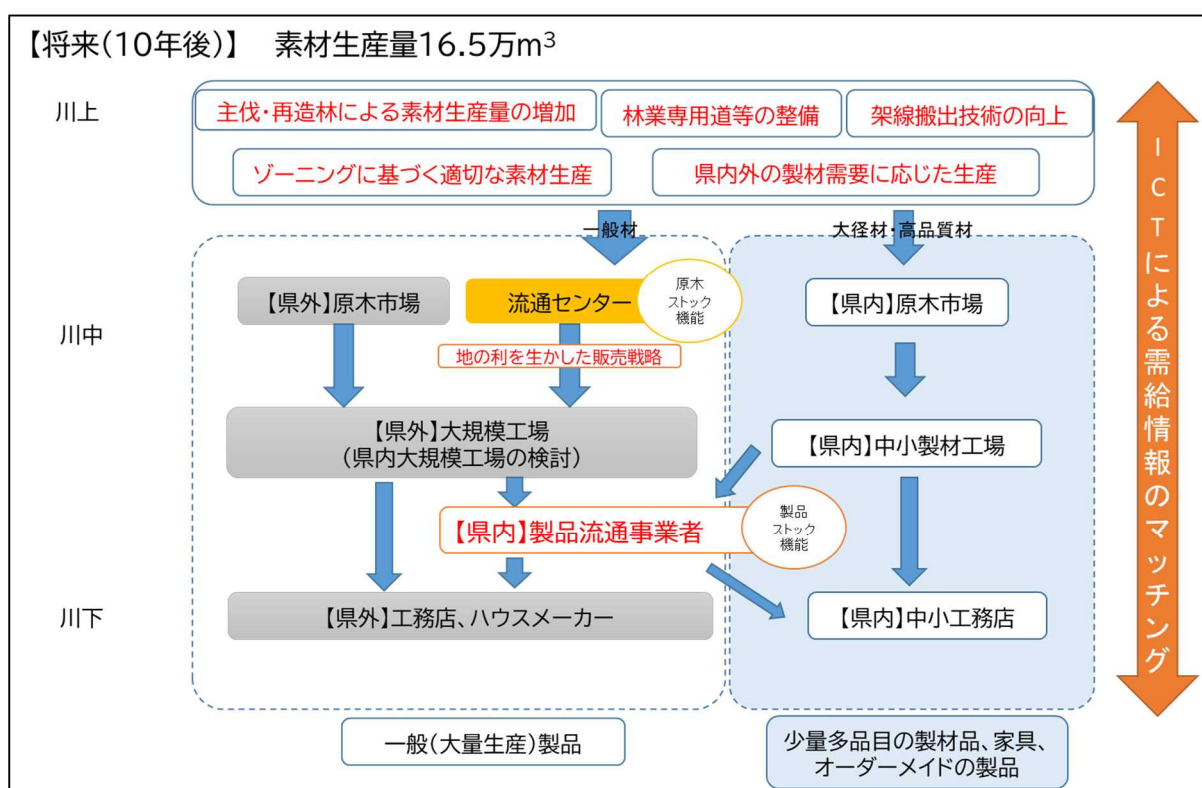 【将来(10年後)】 素材生産量16.5万m³
川上
主伐・再造林による素材生産量の増加
林業専用道等の整備
架線搬出技術の向上
ゾーニングに基づく適切な素材生産
県内外の製材需要に応じた生産
一般材
大径材・高品質材
川中
【県外】原木市場
流通センター
原木
ストック
機能
【県内】原木市場
地の利を生かした販売戦略
【県外】大規模工場
(県内大規模工場の検討)
【県内】中小製材工場
【県内】製品流通事業者
製品
ストック
機能
川下
【県外】工務店、ハウスメーカー
【県内】中小工務店
一般(大量生産)製品
少量多品目の製材品、家具、
オーダーメイドの製品
ICTによる需給情報のマッチング